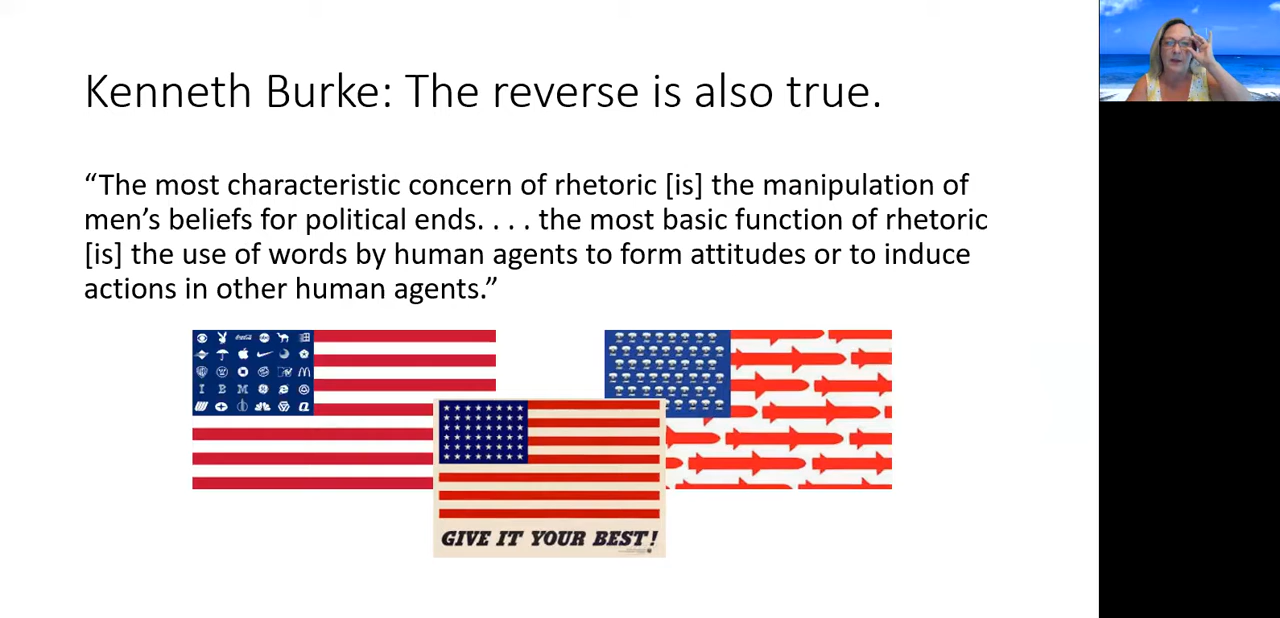 Kenneth Burke: The reverse is also true.
“The most characteristic concern of rhetoric [is] the manipulation of
men’s beliefs for political ends. . . . the most basic function of rhetoric
[is] the use of words by human agents to form attitudes or to induce
actions in other human agents.”
I B M
GIVE IT YOUR BEST!